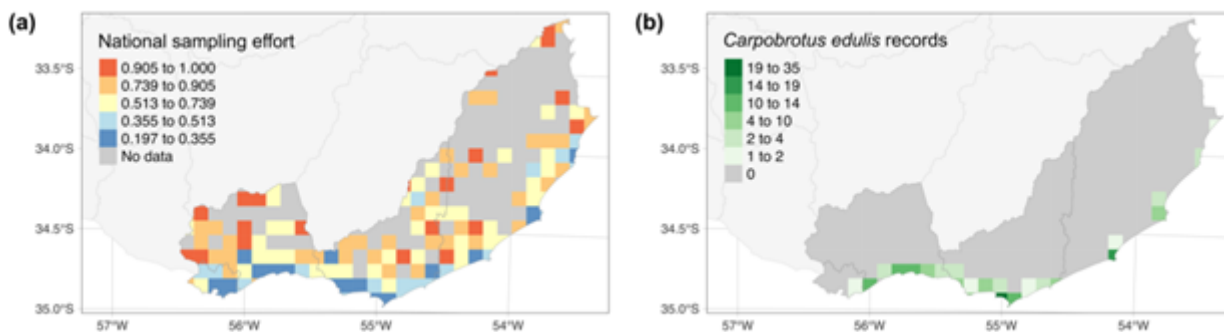 (a)
National sampling effort
0.905 to 1.000
0.739 to 0.905
0.513 to 0.739
0.355 to 0.513
0.197 to 0.355
No data
33.5°S
34.0°S
34.5°S
35.0°S
57°W
56°W
55°W
54°W
(b)
Carpobrotus edulis records
19 to 35
14 to 19
10 to 14
4 to 10
2 to 4
1 to 2
0
33.5°S
34.0°S
34.5°S
35.0°S
57°W
56°W
55°W
54°W